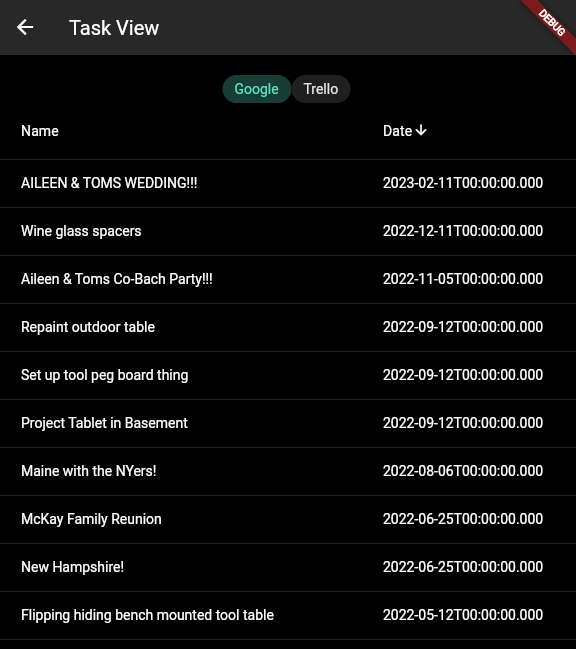 Task View
DEBUG
Google Trello
Name Date
AILEEN & TOMS WEDDING!!! 2023-02-11T00:00:00.000
Wine glass spacers 2022-12-11T00:00:00.000
Aileen & Toms Co-Bach Party!!! 2022-11-05T00:00:00.000
Repaint outdoor table 2022-09-12T00:00:00.000
Set up tool peg board thing 2022-09-12T00:00:00.000
Project Tablet in Basement 2022-09-12T00:00:00.000
Maine with the NYers! 2022-08-06T00:00:00.000
McKay Family Reunion 2022-06-25T00:00:00.000
New Hampshire! 2022-06-25T00:00:00.000
Flipping hiding bench mounted tool table 2022-05-12T00:00:00.000